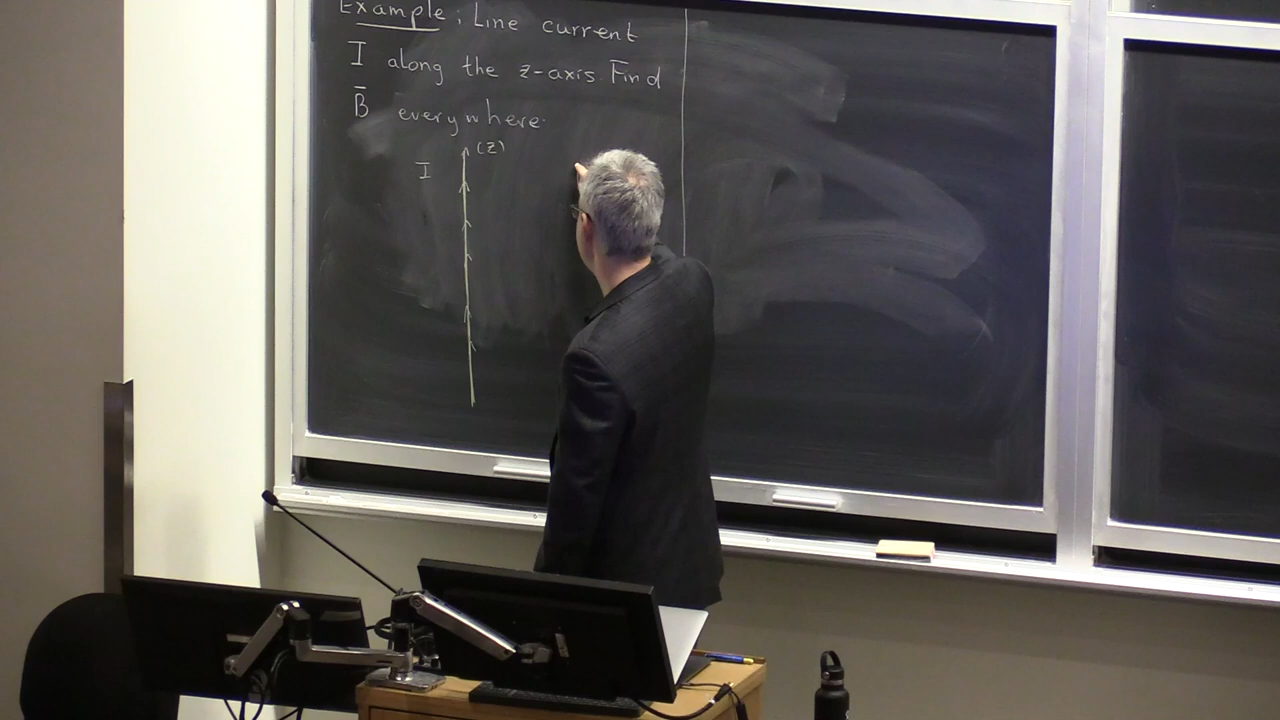 Example; Line current
I along the z-axis. Find
B̄ everywhere.
(z)
I